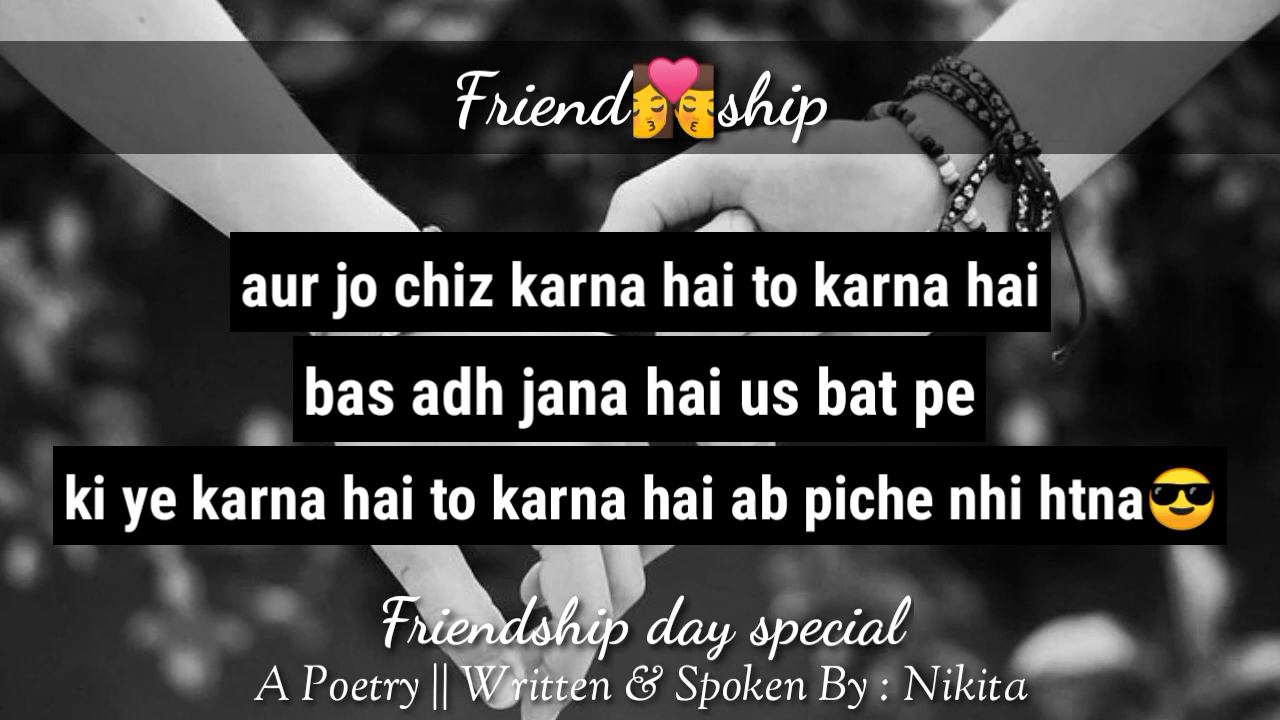 Friend💏ship
aur jo chiz karna hai to karna hai
bas adh jana hai us bat pe
ki ye karna hai to karna hai ab piche nhi htna😎
Friendship day special
A Poetry || Written & Spoken By : Nikita